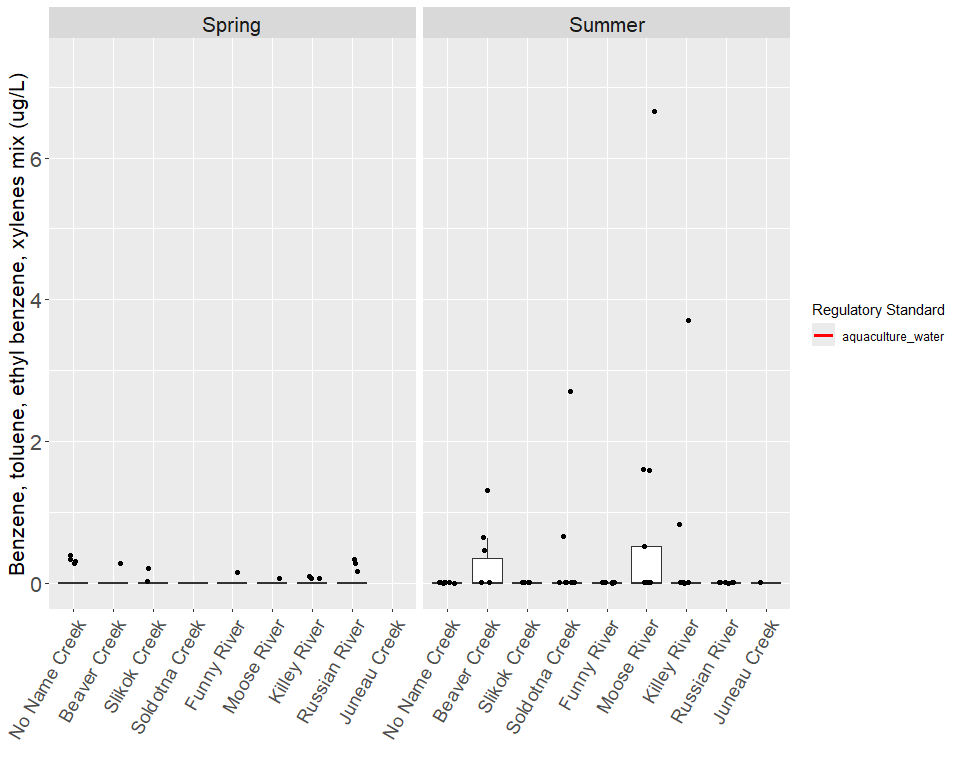 Spring
Summer
Benzene, toluene, ethyl benzene, xylenes mix (ug/L)
6
4
2
0
No Name Creek
Beaver Creek
Slikok Creek
Soldotna Creek
Funny River
Moose River
Killey River
Russian River
Juneau Creek
No Name Creek
Beaver Creek
Slikok Creek
Soldotna Creek
Funny River
Moose River
Killey River
Russian River
Juneau Creek
Regulatory Standard
aquaculture_water